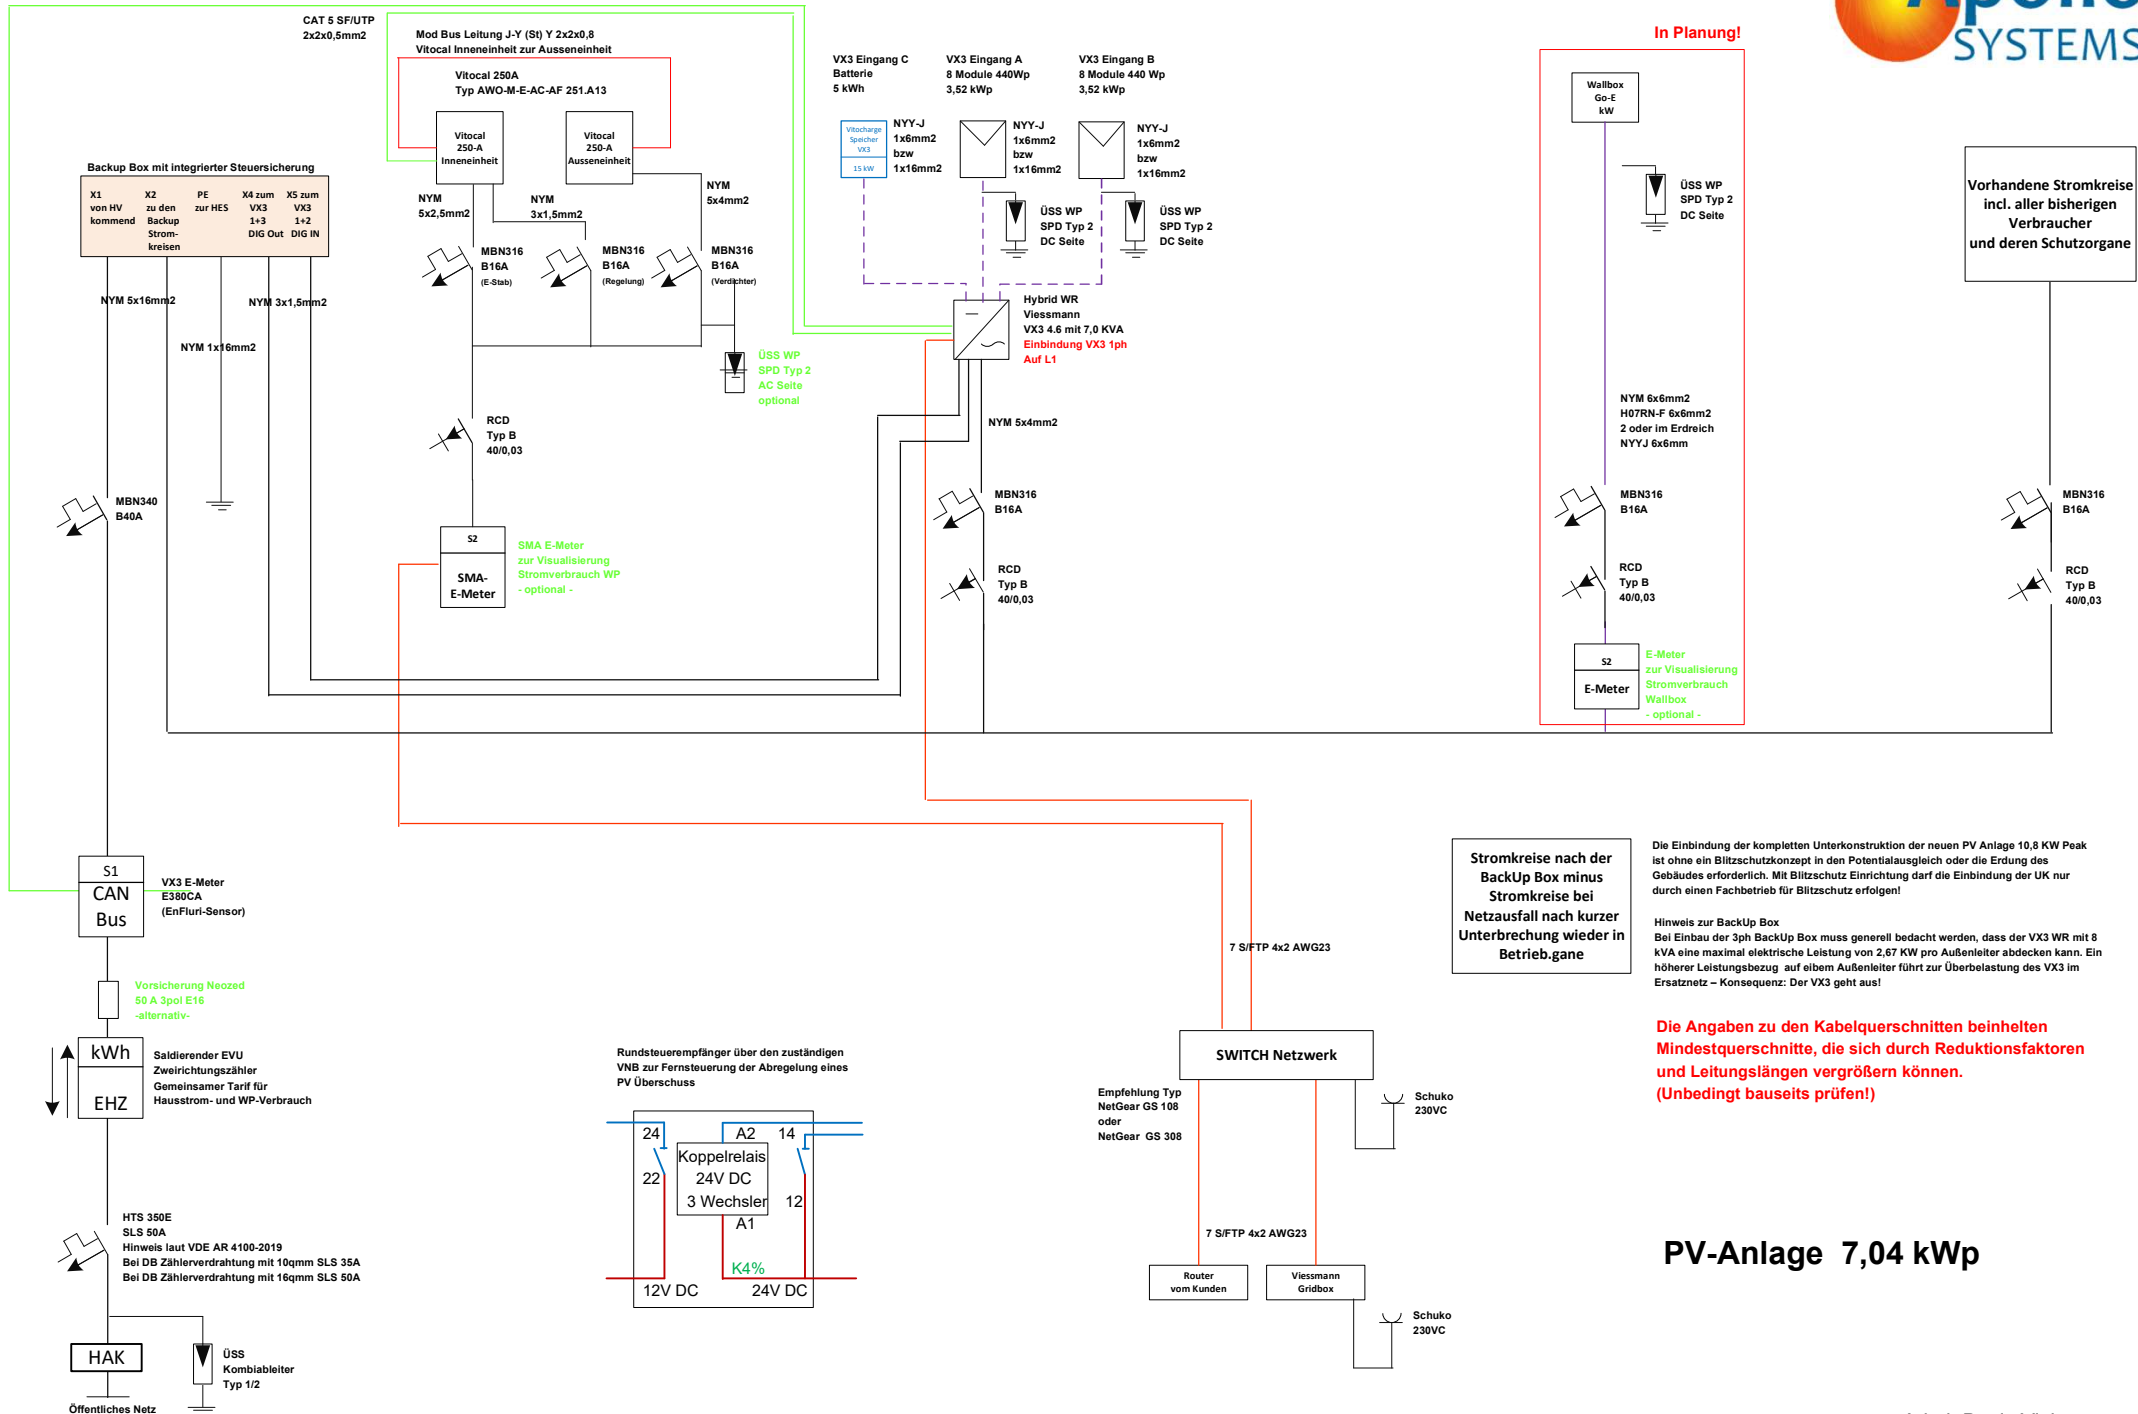 CAT 5 SF/UTP
2x2x0,5mm2
Mod Bus Leitung J-Y (St) Y 2x2x0,8
Vitocal Inneneinheit zur Ausseneinheit
Vitocal 250A
Typ AWO-M-E-AC-AF 251.A13
Vitocal
250-A
Inneneinheit
Vitocal
250-A
Ausseneinheit
VX3 Eingang C
Batterie
5 kWh
VX3 Eingang A
8 Module 440Wp
3,52 kWp
VX3 Eingang B
8 Module 440 Wp
3,52 kWp
Vitocharge
Speicher
VX3
15 kW
NYY-J
1x6mm2
bzw
1x16mm2
NYY-J
1x6mm2
bzw
1x16mm2
NYY-J
1x6mm2
bzw
1x16mm2
ÜSS WP
SPD Typ 2
DC Seite
ÜSS WP
SPD Typ 2
DC Seite
In Planung!
Wallbox
Go-E
kW
ÜSS WP
SPD Typ 2
DC Seite
SYSTEMS
Vorhandene Stromkreise
incl. aller bisherigen
Verbraucher
und deren Schutzorgane
Backup Box mit integrierter Steuersicherung
X1
von HV
kommend
X2
zu den
Backup
Strom-
kreisen
PE
zur HES
X4 zum
VX3
1+3
DIG Out
X5 zum
VX3
1+2
DIG IN
NYM 5x16mm2
NYM 3x1,5mm2
NYM 1x16mm2
NYM
5x2,5mm2
NYM
3x1,5mm2
NYM
5x4mm2
MBN316
B16A
(E-Stab)
MBN316
B16A
(Regelung)
MBN316
B16A
(Verdichter)
ÜSS WP
SPD Typ 2
AC Seite
optional
Hybrid WR
Viessmann
VX3 4.6 mit 7,0 KVA
Einbindung VX3 1ph
Auf L1
RCD
Typ B
40/0,03
NYM 5x4mm2
MBN340
B40A
S2
SMA-
E-Meter
SMA E-Meter
zur Visualisierung
Stromverbrauch WP
- optional -
MBN316
B16A
RCD
Typ B
40/0,03
NYM 6x6mm2
H07RN-F 6x6mm2
2 oder im Erdreich
NYYJ 6x6mm
MBN316
B16A
RCD
Typ B
40/0,03
S2
E-Meter
E-Meter
zur Visualisierung
Stromverbrauch
Wallbox
- optional -
MBN316
B16A
RCD
Typ B
40/0,03
S1
CAN
Bus
VX3 E-Meter
E380CA
(EnFluri-Sensor)
Vorsicherung Neozed
50 A 3pol E16
-alternativ-
kWh
EHZ
Saldierender EVU
Zweirichtungszähler
Gemeinsamer Tarif für
Hausstrom- und WP-Verbrauch
HTS 350E
SLS 50A
Hinweis laut VDE AR 4100-2019
Bei DB Zählerverdrahtung mit 10qmm SLS 35A
Bei DB Zählerverdrahtung mit 16qmm SLS 50A
HAK
Öffentliches Netz
ÜSS
Kombiableiter
Typ 1/2
Rundsteuerempfänger über den zuständigen
VNB zur Fernsteuerung der Abregelung eines
PV Überschuss
24
A2
14
Koppelrelais
24V DC
3 Wechsler
22
12
A1
K4%
12V DC
24V DC
7 S/FTP 4x2 AWG23
SWITCH Netzwerk
Empfehlung Typ
NetGear GS 108
oder
NetGear GS 308
Schuko
230VC
7 S/FTP 4x2 AWG23
Router
vom Kunden
Viessmann
Gridbox
Schuko
230VC
Stromkreise nach der
BackUp Box minus
Stromkreise bei
Netzausfall nach kurzer
Unterbrechung wieder in
Betrieb.gane
Die Einbindung der kompletten Unterkonstruktion der neuen PV Anlage 10,8 KW Peak
ist ohne ein Blitzschutzkonzept in den Potentialausgleich oder die Erdung des
Gebäudes erforderlich. Mit Blitzschutz Einrichtung darf die Einbindung der UK nur
durch einen Fachbetrieb für Blitzschutz erfolgen!
Hinweis zur BackUp Box
Bei Einbau der 3ph BackUp Box muss generell bedacht werden, dass der VX3 WR mit 8
kVA eine maximal elektrische Leistung von 2,67 KW pro Außenleiter abdecken kann. Ein
höherer Leistungsbezug auf eibem Außenleiter führt zur Überbelastung des VX3 im
Ersatznetz – Konsequenz: Der VX3 geht aus!
Die Angaben zu den Kabelquerschnitten beinhelten
Mindestquerschnitte, die sich durch Reduktionsfaktoren
und Leitungslängen vergrößern können.
(Unbedingt bauseits prüfen!)
PV-Anlage 7,04 kWp